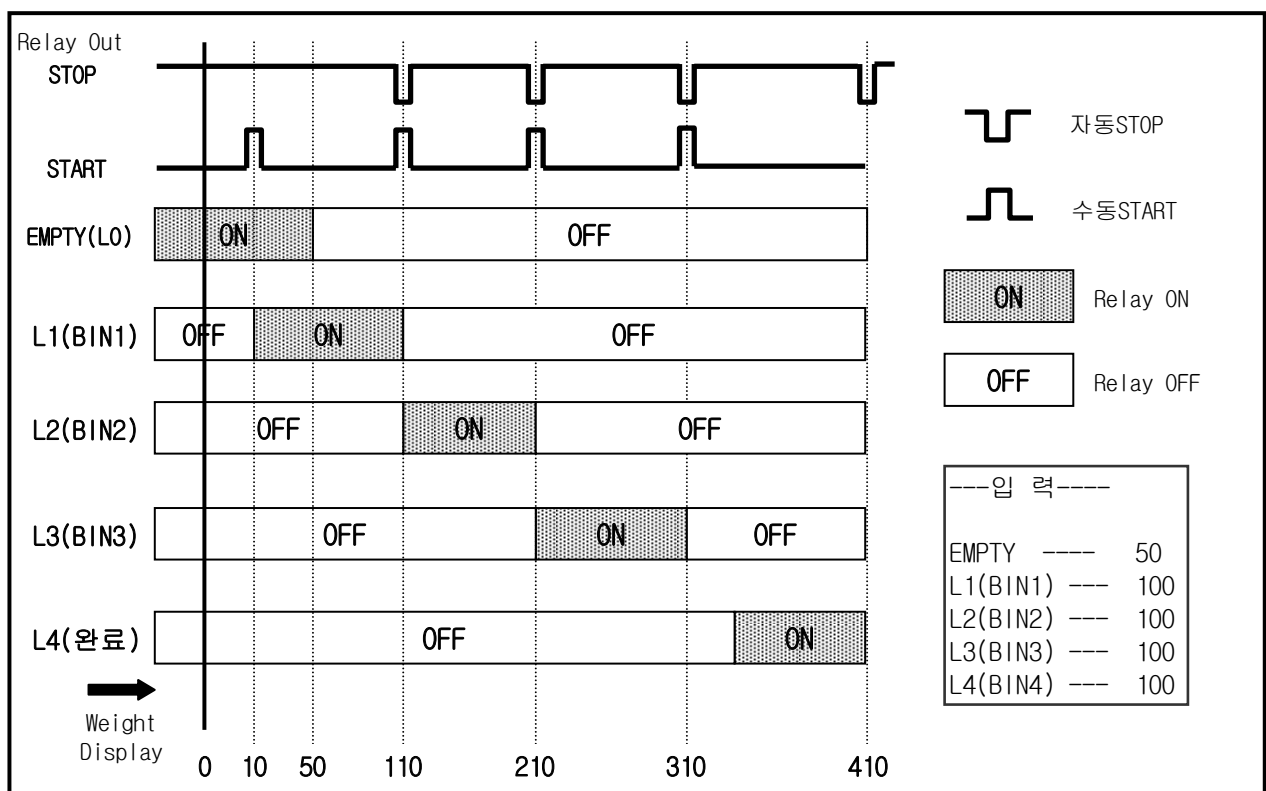 Relay Out
STOP
자동STOP
START
수동START
EMPTY(L0) ON OFF
ON Relay ON
L1(BIN1) OFF ON OFF
OFF Relay OFF
L2(BIN2) OFF ON OFF
---입 력----
L3(BIN3) OFF ON OFF
EMPTY ---- 50
L1(BIN1) --- 100
L2(BIN2) --- 100
L3(BIN3) --- 100
L4(BIN4) --- 100
L4(완료) OFF ON
Weight
Display
0 10 50 110 210 310 410